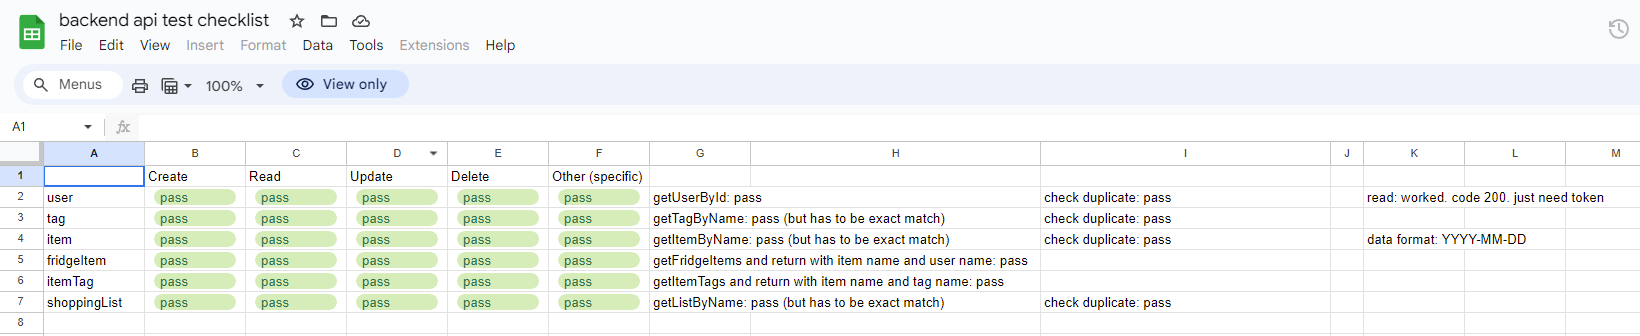 backend api test checklist
File Edit View Insert Format Data Tools Extensions Help
Menus 100% View only
A1 fx
A B C D E F G H I J K L M
1 Create Read Update Delete Other (specific)
2 user pass pass pass pass pass getUserById: pass check duplicate: pass read: worked. code 200. just need token
3 tag pass pass pass pass pass getTagByName: pass (but has to be exact match) check duplicate: pass
4 item pass pass pass pass pass getItemByName: pass (but has to be exact match) check duplicate: pass data format: YYYY-MM-DD
5 fridgeItem pass pass pass pass pass getFridgeItems and return with item name and user name: pass
6 itemTag pass pass pass pass pass getItemTags and return with item name and tag name: pass
7 shoppingList pass pass pass pass pass getListByName: pass (but has to be exact match) check duplicate: pass
8